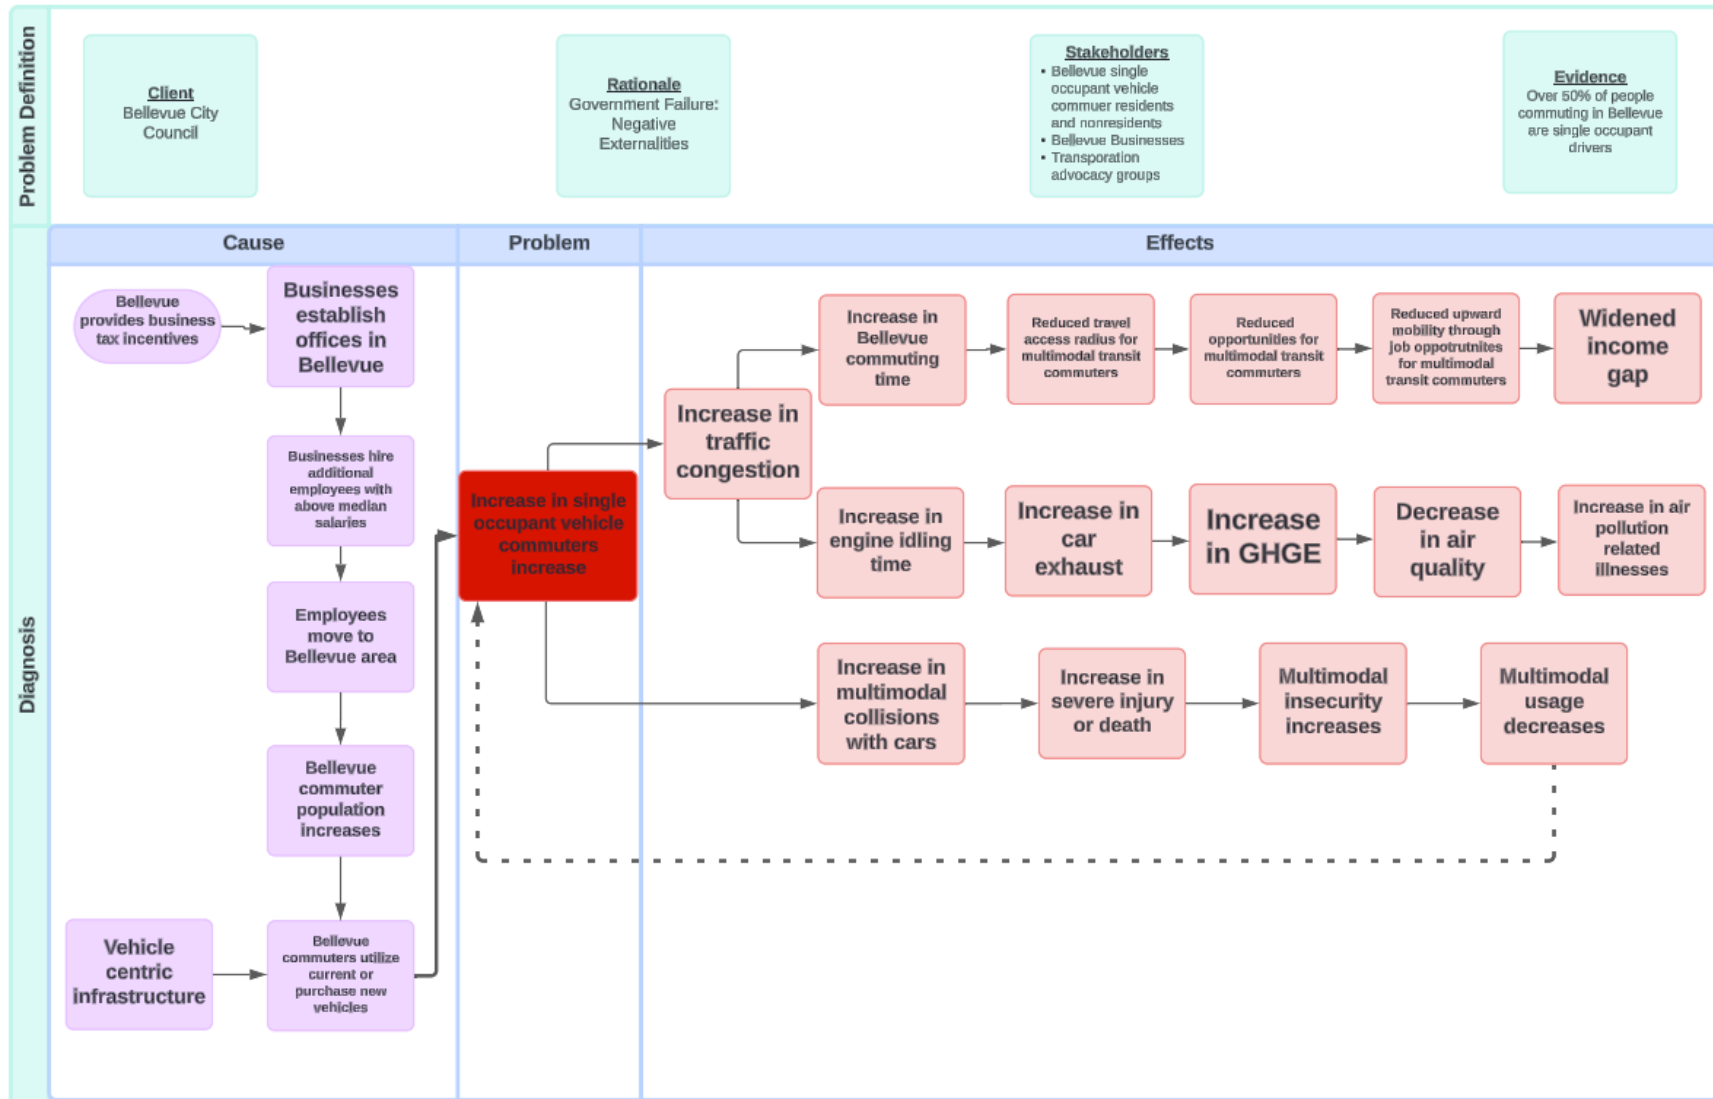 Problem Definition
Client
Bellevue City
Council
Rationale
Government Failure:
Negative
Externalities
Stakeholders
▪ Bellevue single
occupant vehicle
commuer residents
and nonresidents
▪ Bellevue Businesses
▪ Transporation
advocacy groups
Evidence
Over 50% of people
commuting in Bellevue
are single occupant
drivers
Diagnosis
Cause
Problem
Effects
Bellevue
provides business
tax incentives
Businesses
establish
offices in
Bellevue
Businesses hire
additional
employees with
above median
salaries
Employees
move to
Bellevue area
Bellevue
commuter
population
increases
Vehicle
centric
infrastructure
Bellevue
commuters utilize
current or
purchase new
vehicles
Increase in single
occupant vehicle
commuters
increase
Increase in
traffic
congestion
Increase in
Bellevue
commuting
time
Reduced travel
access radius for
multimodal transit
commuters
Reduced
opportunities for
multimodal transit
commuters
Reduced upward
mobility through
job oppotrutnites
for multimodal
transit commuters
Widened
income
gap
Increase in
engine idling
time
Increase in
car
exhaust
Increase
in GHGE
Decrease
in air
quality
Increase in air
pollution
related
illnesses
Increase in
multimodal
collisions
with cars
Increase in
severe injury
or death
Multimodal
insecurity
increases
Multimodal
usage
decreases